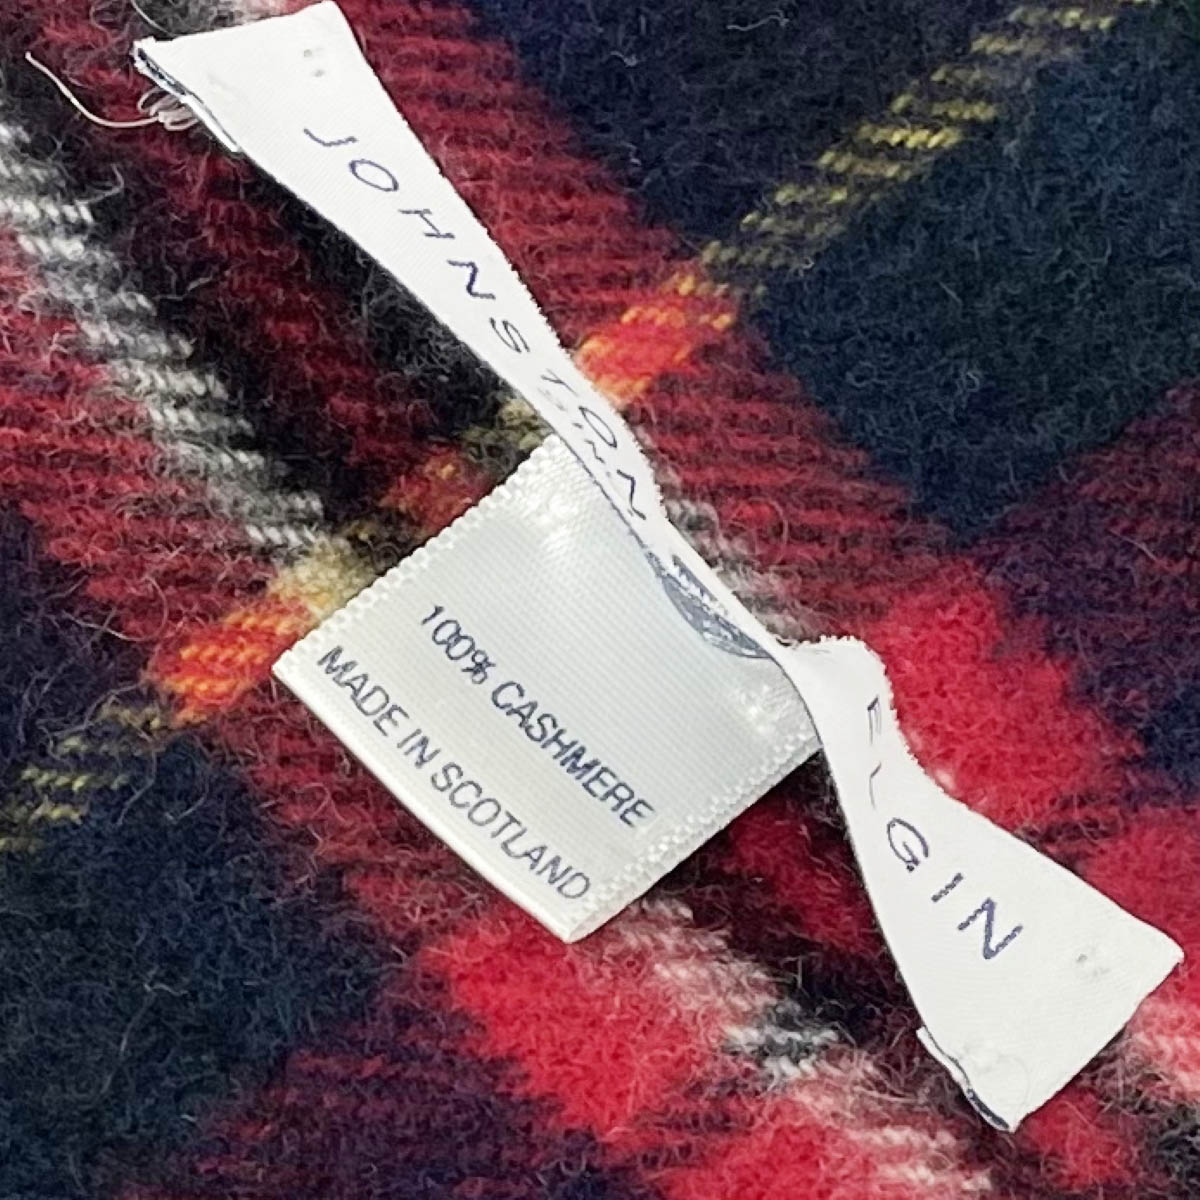 JOHNSTON
ELGIN
100% CASHMERE
MADE IN SCOTLAND